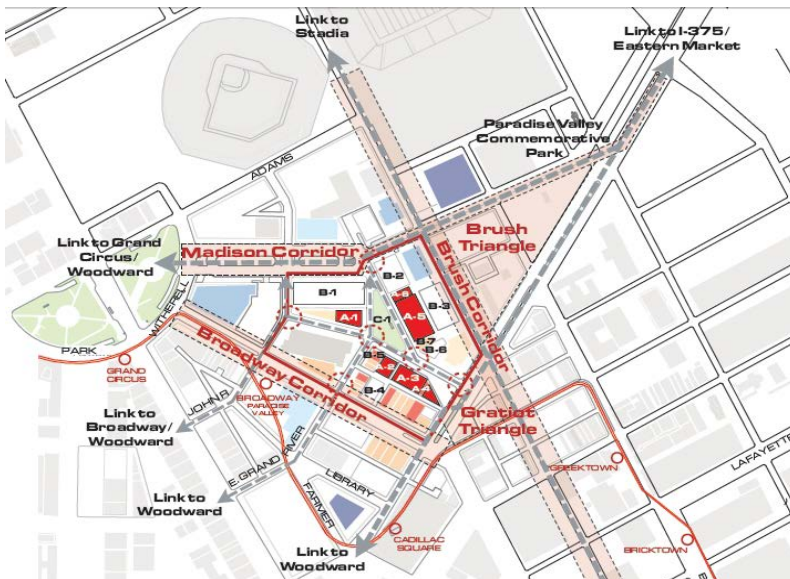 Link to
Stadia
Link to I-375/
Eastern Market
Paradise Valley
Commemorative
Park
ADAMS
Link to Grand
Circus/
Woodward
Madison Corridor
Brush
Triangle
B-2
B-1
Brush Corridor
WITHERELL
A-5
B-3
A-1
C-1
B-7
B-6
B-5
A-3
B-4
PARK
GRAND
CIRCUS
Broadway Corridor
JOHN R.
BROADWAY
PARADISE
VALLEY
Gratiot
Triangle
Link to
Broadway/
Woodward
E. GRAND RIVER
LIBRARY
GREEKTOWN
LAFAYETTE
Link to
Woodward
FARMER
CADILLAC
SQUARE
BRICKTOWN
Link to
Woodward